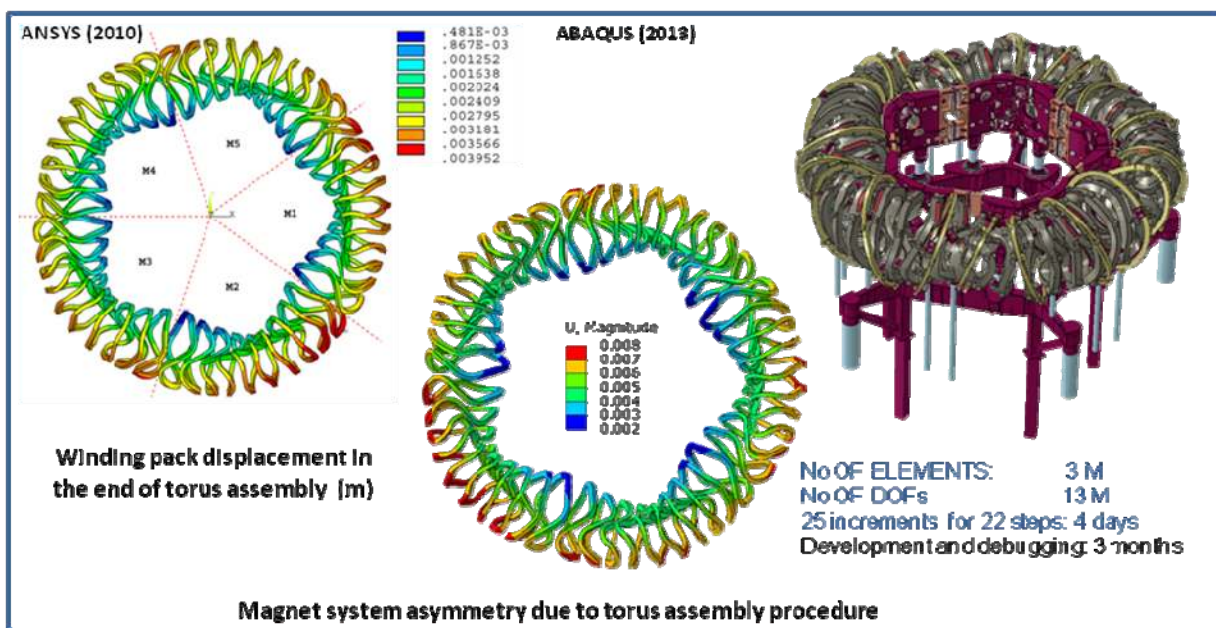 ANSYS (2010)
.481E-03
.867E-03
.001252
.001638
.002024
.002409
.002795
.003181
.003566
.003952
ABAQUS (2013)
M5
M4
M1
X
M3
M2
U, Magnitude
0.008
0.007
0.006
0.005
0.004
0.003
0.002
Winding pack displacement in
the end of torus assembly (m)
No OF ELEMENTS: 3 M
No OF DOFs 13 M
25 increments for 22 steps: 4 days
Development and debugging: 3 months
Magnet system asymmetry due to torus assembly procedure